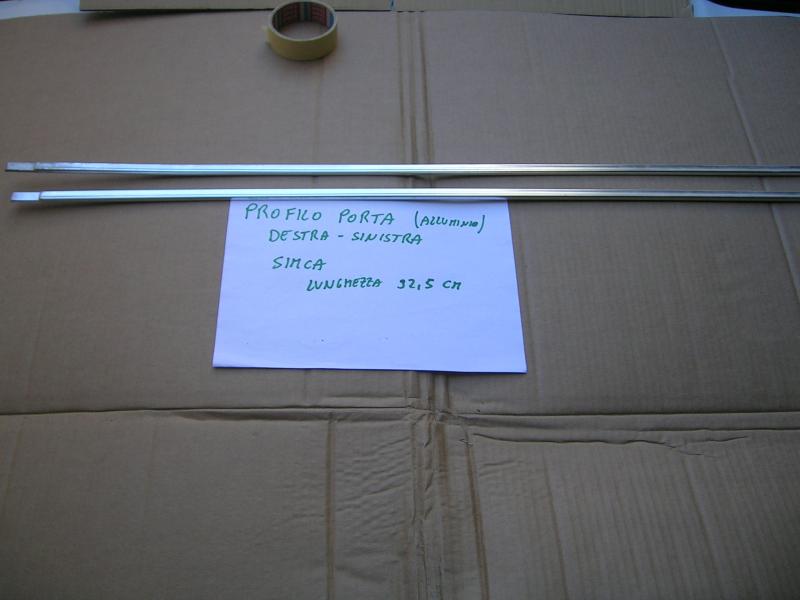 PROFILO PORTA (ALLUMINIO)
DESTRA - SINISTRA
SIMCA
LUNGHEZZA 92,5 CM